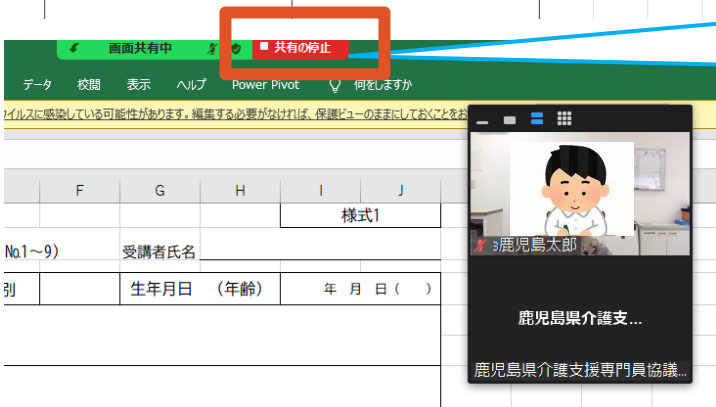 画面共有中 共有の停止
データ 校閲 表示 ヘルプ Power Pivot 何をしますか
イルスに感染している可能性があります。編集する必要がなければ、保護ビューのままにしておくことをお
F G H I J
様式1
No.1～9) 受講者氏名
別 生年月日 (年齢) 年 月 日 ( )
3鹿児島太郎
鹿児島県介護支...
鹿児島県介護支援専門員協議...